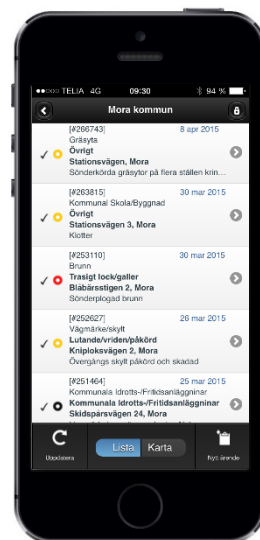 TELIA 4G 09:30 94 %
Mora kommun
[#266743] 8 apr 2015
Gräsyta
Övrigt
Stationsvägen, Mora
Sönderkörda gräsytor på flera ställen krin...
[#263815] 30 mar 2015
Kommunal Skola/Byggnad
Övrigt
Stationsvägen 3, Mora
Klotter
[#253110] 30 mar 2015
Brunn
Trasigt lock/galler
Blåbärsstigen 2, Mora
Sönderplogad brunn
[#252627] 26 mar 2015
Vägmärke/skylt
Lutande/vriden/påkörd
Kniploksvägen 2, Mora
Övergångs skylt påkörd och skadad
[#251464] 25 mar 2015
Kommunala Idrotts-/Fritidsanläggninar
Kommunala Idrotts-/Fritidsanläggninar
Skidspårsvägen 24, Mora
Uppdatera Lista Karta Nytt ärende